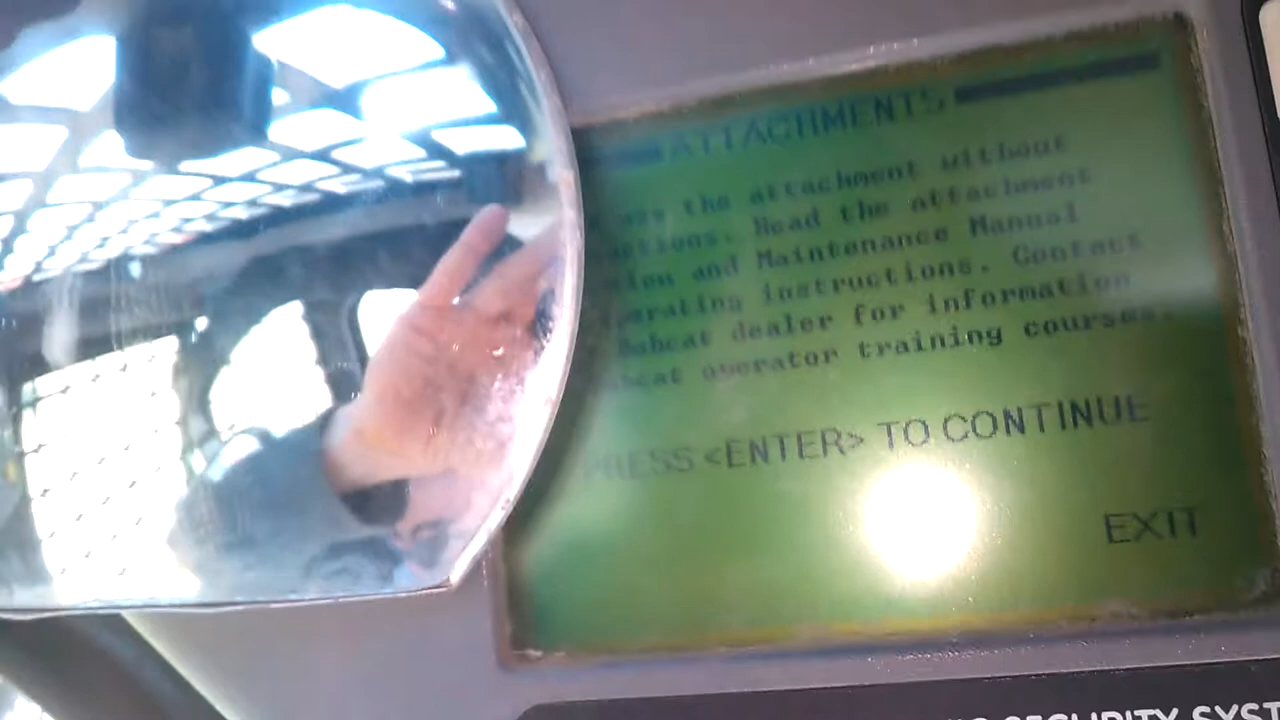 ATTACHMENTS
use the attachment without
Read the attachment
and Maintenance Manual
instructions. Contact
Bobcat dealer for information
operator training courses.
PRESS <ENTER> TO CONTINUE
EXIT
SECURITY